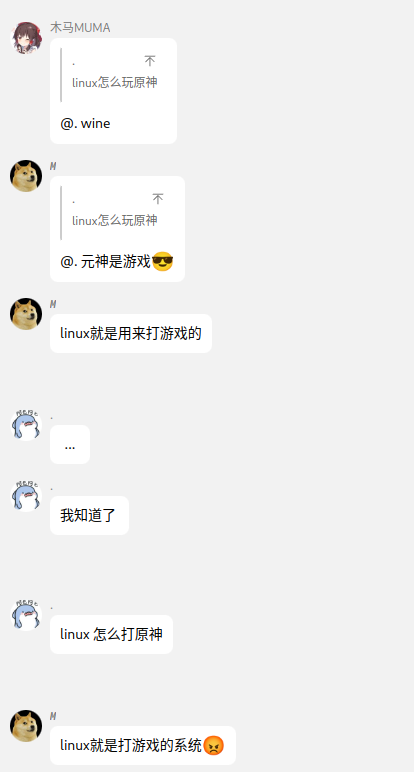 木马MUMA
.
linux怎么玩原神
@. wine
M
.
linux怎么玩原神
@. 元神是游戏😎
M
linux就是用来打游戏的
.
...
.
我知道了
.
linux 怎么打原神
M
linux就是打游戏的系统😡